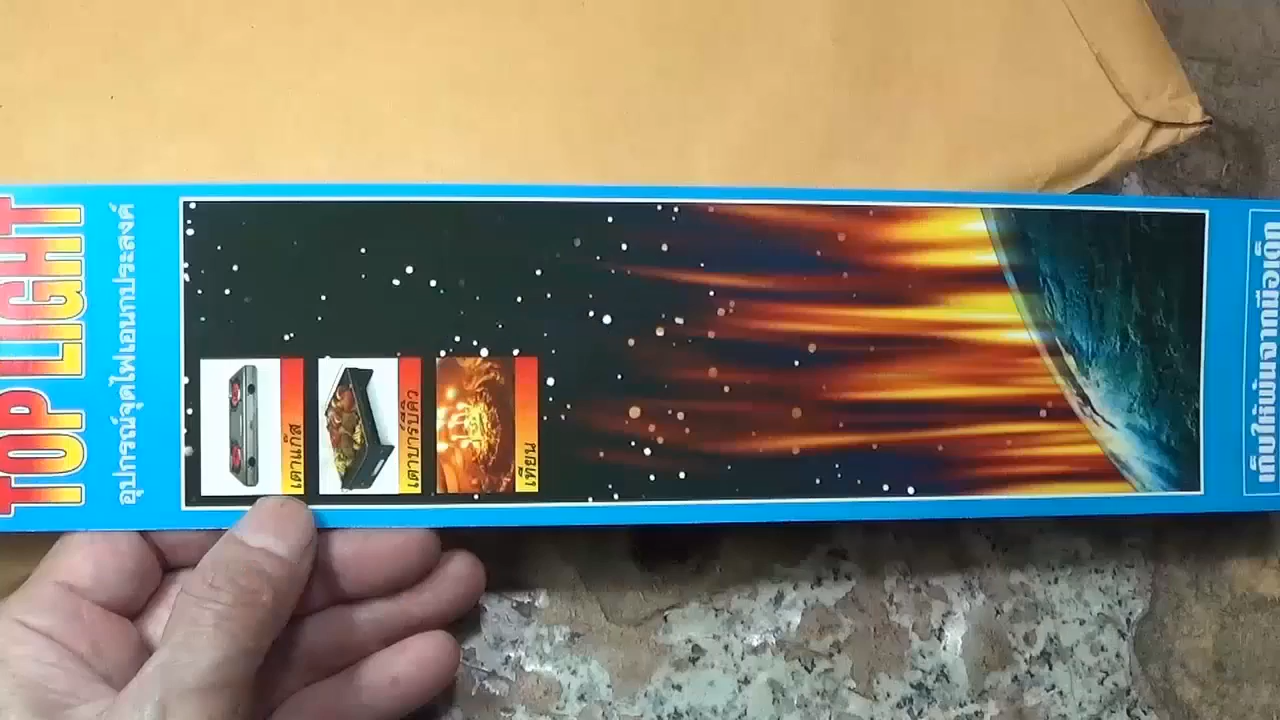 TOP LIGHT
อุปกรณ์จุดไฟเอนกประสงค์
เตาแก๊ส
เตาบาร์บีคิว
เทียน
เก็บให้พ้นจากมือเด็ก